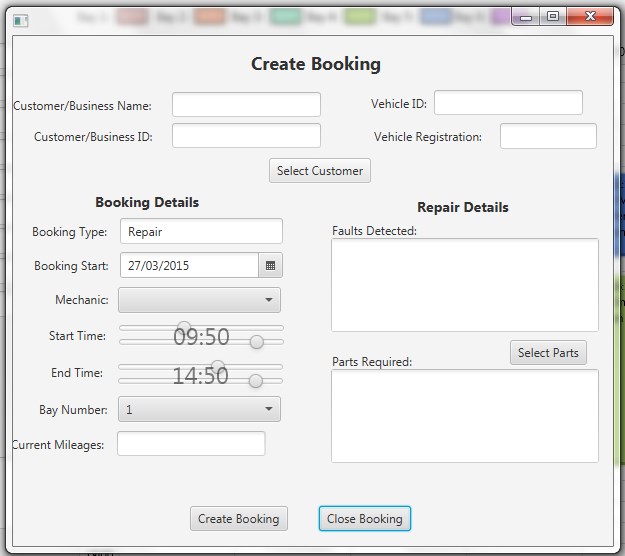 Create Booking
Customer/Business Name:
Vehicle ID:
Customer/Business ID:
Vehicle Registration:
Select Customer
Booking Details
Repair Details
Booking Type: Repair
Faults Detected:
Booking Start: 27/03/2015
Mechanic:
Start Time: 09:50
Select Parts
End Time: 14:50
Parts Required:
Bay Number: 1
Current Mileages:
Create Booking
Close Booking